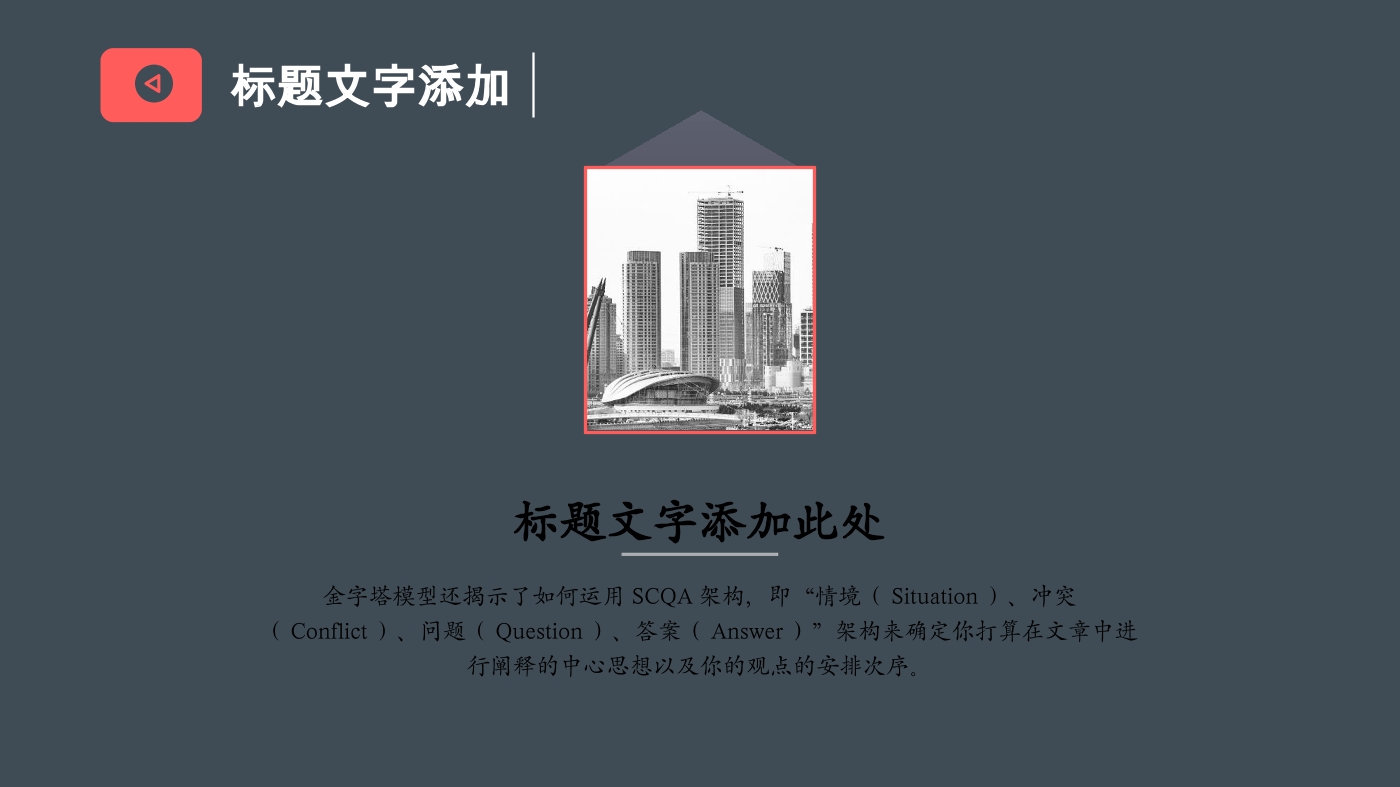 标题文字添加
标题文字添加此处
金字塔模型还揭示了如何运用 SCQA 架构，即“情境（ Situation ）、冲突
（ Conflict ）、问题（ Question ）、答案（ Answer ）”架构来确定你打算在文章中进
行阐释的中心思想以及你的观点的安排次序。